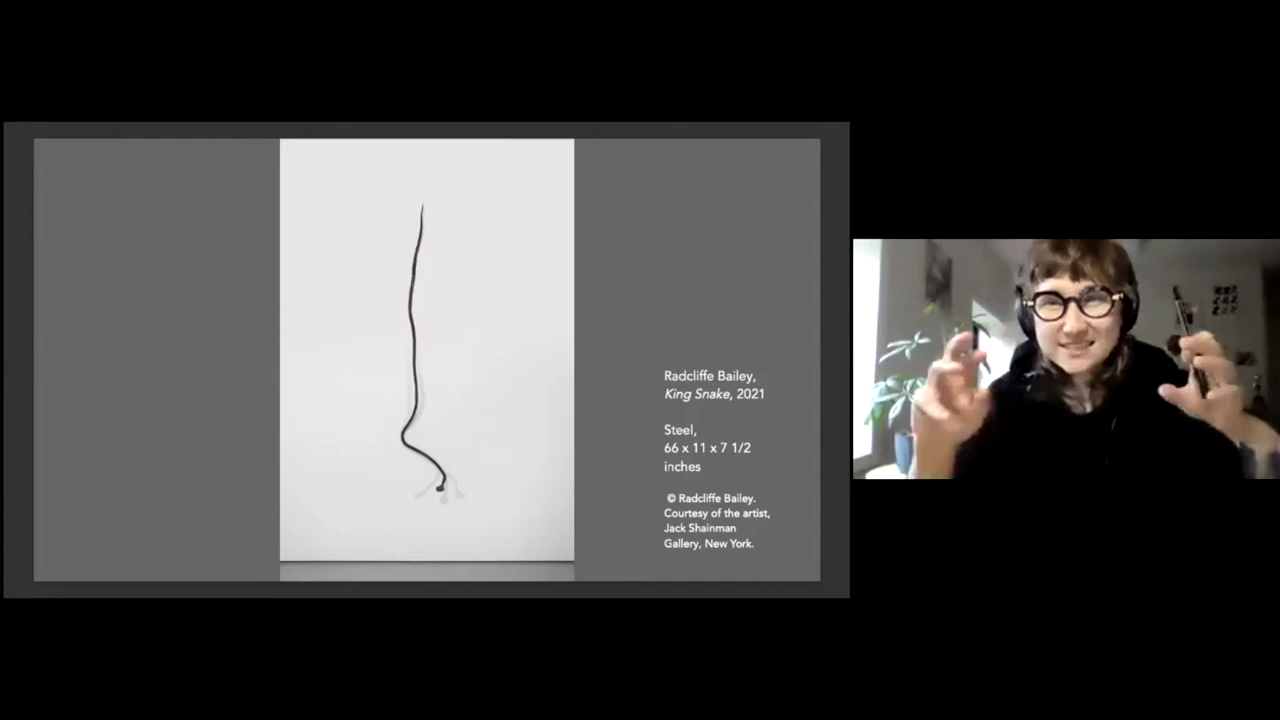 Radcliffe Bailey,
King Snake, 2021
Steel,
66 x 11 x 7 1/2
inches
© Radcliffe Bailey.
Courtesy of the artist,
Jack Shainman
Gallery, New York.